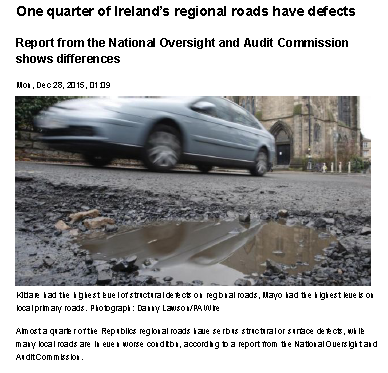 One quarter of Ireland's regional roads have defects
Report from the National Oversight and Audit Commission
shows differences
Mon, Dec 28, 2015, 01:09
Kildare had the highest level of structural defects on regional roads, Mayo had the highest levels on
local primary roads. Photograph: Danny Lawson/PA Wire
Almost a quarter of the Republics regional roads have serious structural or surface defects, while
many local roads are in even worse condition, according to a report from the National Oversight and
Audit Commission.